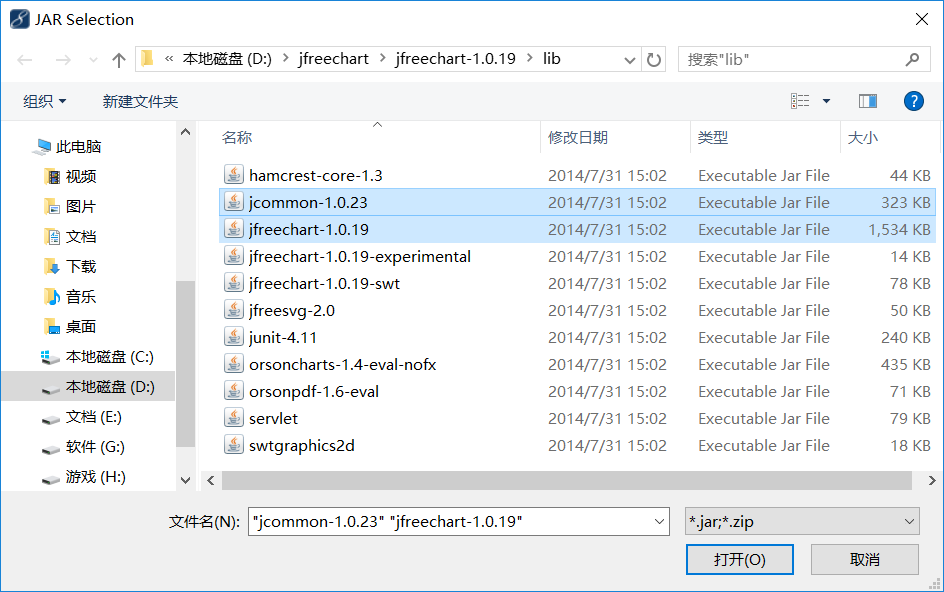 JAR Selection
« 本地磁盘 (D:) > jfreechart > jfreechart-1.0.19 > lib
搜索"lib"
组织 新建文件夹
名称 修改日期 类型 大小
此电脑
视频
图片
文档
下载
音乐
桌面
本地磁盘 (C:)
本地磁盘 (D:)
文档 (E:)
软件 (G:)
游戏 (H:)
hamcrest-core-1.3 2014/7/31 15:02 Executable Jar File 44 KB
jcommon-1.0.23 2014/7/31 15:02 Executable Jar File 323 KB
jfreechart-1.0.19 2014/7/31 15:02 Executable Jar File 1,534 KB
jfreechart-1.0.19-experimental 2014/7/31 15:02 Executable Jar File 14 KB
jfreechart-1.0.19-swt 2014/7/31 15:02 Executable Jar File 78 KB
jfreesvg-2.0 2014/7/31 15:02 Executable Jar File 50 KB
junit-4.11 2014/7/31 15:02 Executable Jar File 240 KB
orsoncharts-1.4-eval-nofx 2014/7/31 15:02 Executable Jar File 435 KB
orsonpdf-1.6-eval 2014/7/31 15:02 Executable Jar File 71 KB
servlet 2014/7/31 15:02 Executable Jar File 79 KB
swtgraphics2d 2014/7/31 15:02 Executable Jar File 18 KB
文件名(N): "jcommon-1.0.23" "jfreechart-1.0.19" *.jar;*.zip
打开(O) 取消